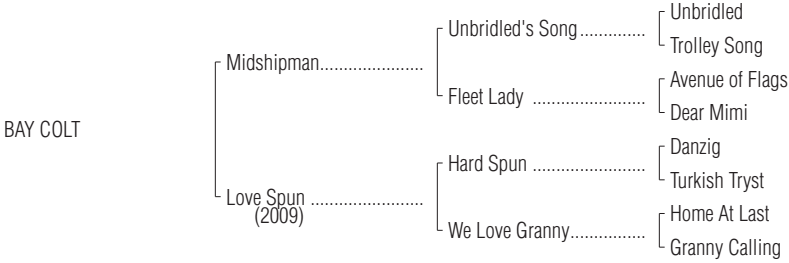 Unbridled
Unbridled's Song..............
Trolley Song
Midshipman......................
Avenue of Flags
Fleet Lady ........................
Dear Mimi
BAY COLT
Danzig
Hard Spun ........................
Turkish Tryst
Love Spun ........................
(2009)
Home At Last
We Love Granny................
Granny Calling